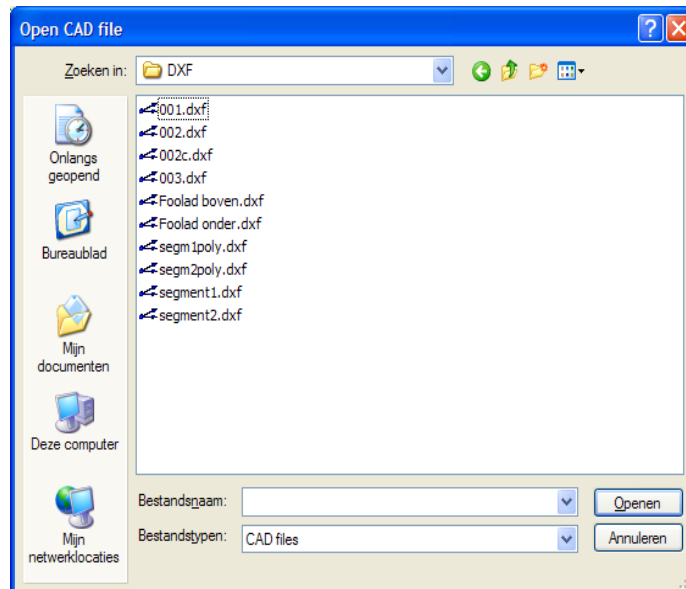 Open CAD file
Zoeken in: DXF
001.dxf
002.dxf
002c.dxf
003.dxf
Foolad boven.dxf
Foolad onder.dxf
segm1poly.dxf
segm2poly.dxf
segment1.dxf
segment2.dxf
Onlangs
geopend
Bureaublad
Mijn
documenten
Deze computer
Mijn
netwerklocaties
Bestandsnaam: Openen
Bestandstypen: CAD files Annuleren